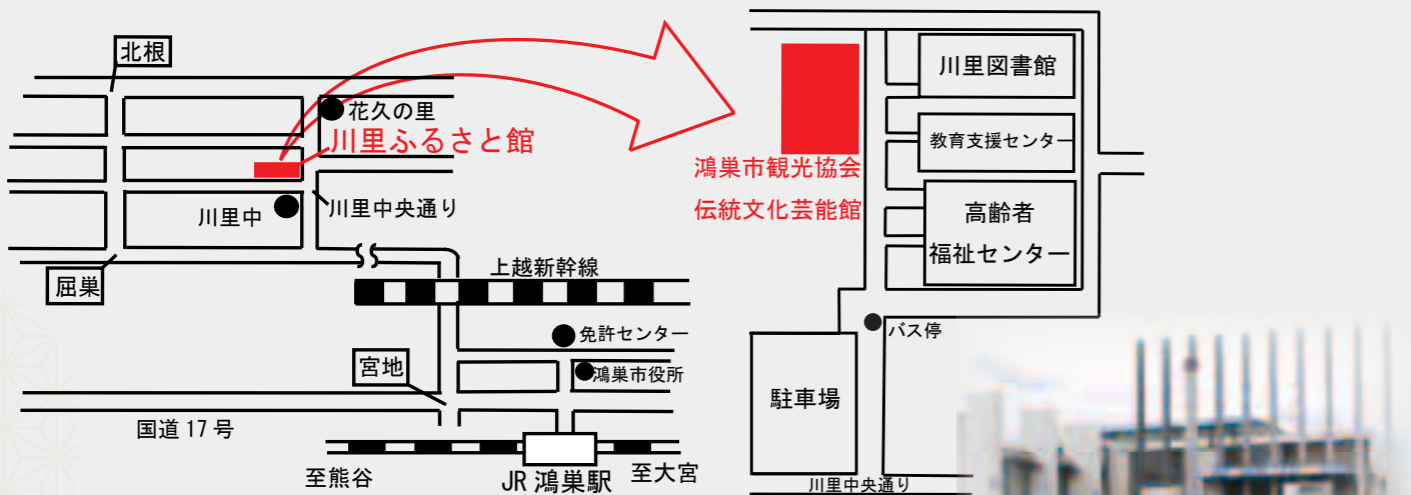 北根
花久の里
川里ふるさと館
川里中
川里中央通り
屈巣
上越新幹線
免許センター
宮地
鴻巣市役所
国道17号
至熊谷
JR 鴻巣駅
至大宮
川里図書館
教育支援センター
鴻巣市観光協会
伝統文化芸能館
高齢者
福祉センター
バス停
駐車場
川里中央通り